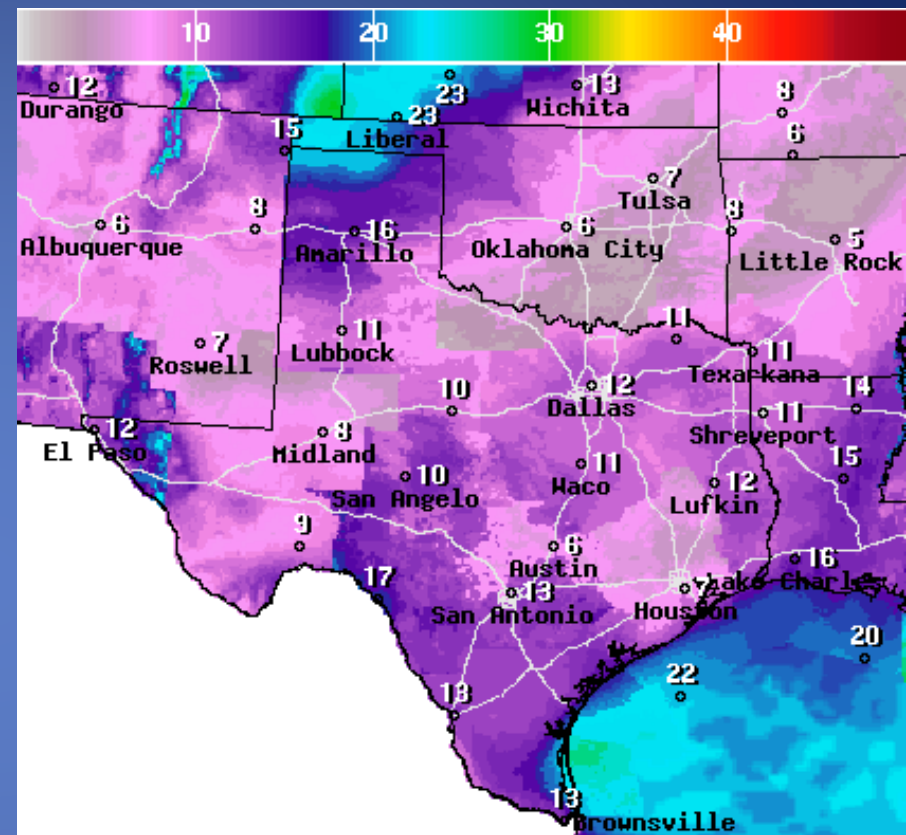 10 20 30 40
12 Durango
23
13 Wichita
8
23 Liberal
15
6
7 Tulsa
6 Albuquerque
8
16 Amarillo
6 Oklahoma City
8
5 Little Rock
7 Roswell
11 Lubbock
11
11 Texarkana
12 Dallas
10
14
11 Shreveport
12 El Paso
8 Midland
10 San Angelo
11 Waco
12 Lufkin
15
9
6 Austin
16
Lake Charles
17
13 San Antonio
Houston
20
22
13
13 Brownsville